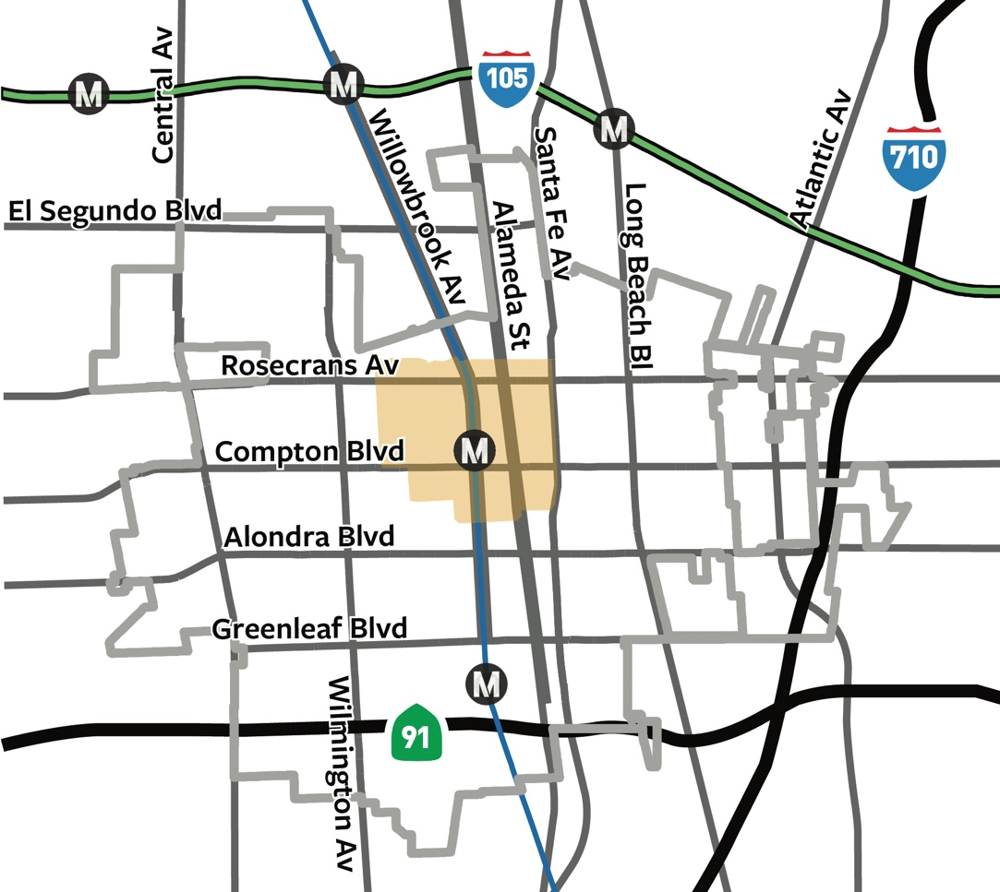 Central Av
M
M
105
M
Willowbrook Av
Santa Fe Av
Atlantic Av
710
El Segundo Blvd
Alameda St
Long Beach Bl
Rosecrans Av
Compton Blvd
M
Alondra Blvd
Greenleaf Blvd
M
Wilmington Av
91